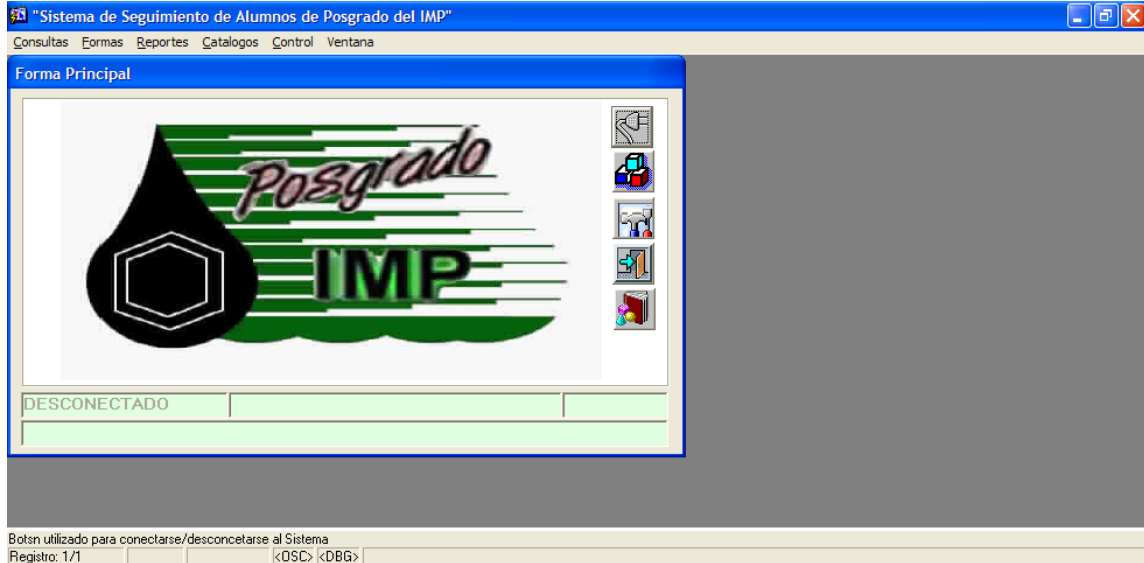 "Sistema de Seguimiento de Alumnos de Posgrado del IMP"
Consultas Formas Reportes Catalogos Control Ventana
Forma Principal
Posgrado
IMP
DESCONECTADO
Botsn utilizado para conectarse/desconcetarse al Sistema
Registro: 1/1 <OSC> <DBG>